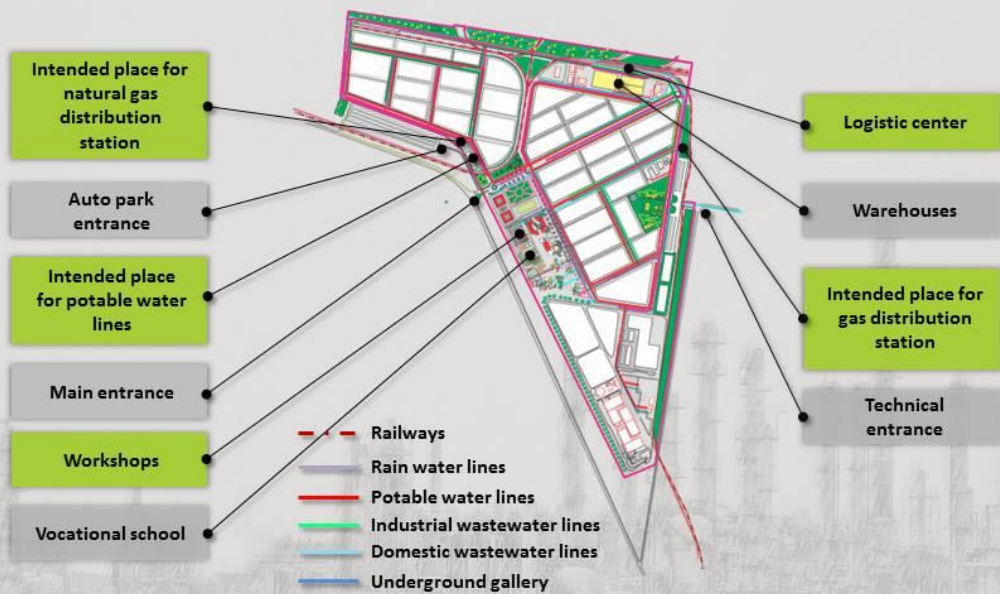 Intended place for
natural gas
distribution
station
Auto park
entrance
Intended place
for potable water
lines
Main entrance
Workshops
Vocational school
Railways
Rain water lines
Potable water lines
Industrial wastewater lines
Domestic wastewater lines
Underground gallery
Logistic center
Warehouses
Intended place for
gas distribution
station
Technical
entrance